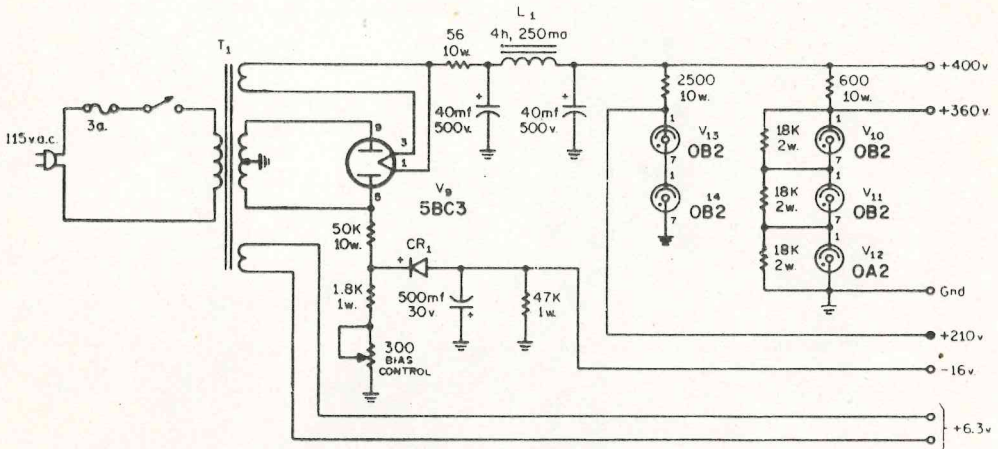 L1
4h, 250ma
T1
56
10w.
+400v
2500
10w.
600
10w.
+360v
3a.
115v a.c.
40mf
500v.
40mf
500v.
9
3
1
V9
5BC3
1
V13
OB2
7
1
14
OB2
7
18K
2w.
1
V10
OB2
7
18K
2w.
1
V11
OB2
7
18K
2w.
1
V12
OA2
50K
10w.
CR1
1.8K
1w.
500mf
30v.
47K
1w.
Gnd
300
BIAS
CONTROL
+210v
-16v.
+6.3v